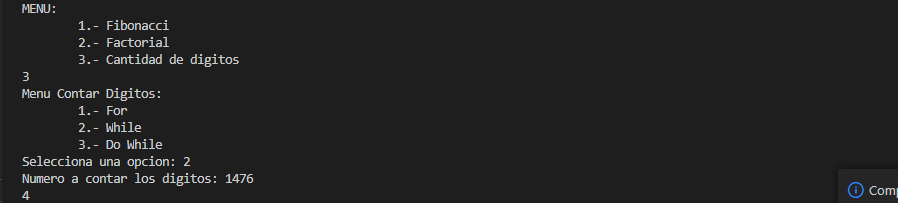 MENU:
1.- Fibonacci
2.- Factorial
3.- Cantidad de digitos
3
Menu Contar Digitos:
1.- For
2.- While
3.- Do While
Selecciona una opcion: 2
Numero a contar los digitos: 1476
4
Comp